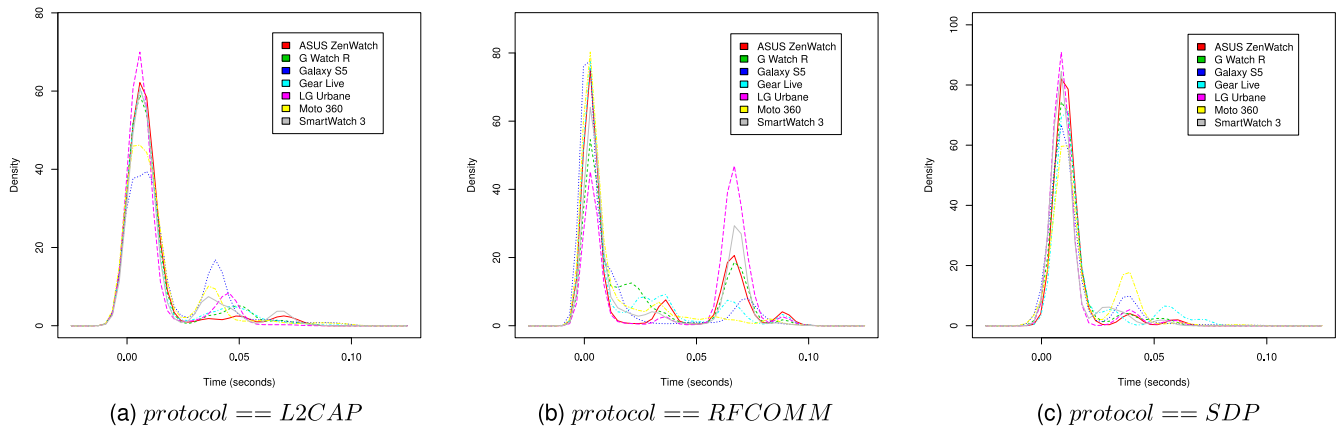 80
60
40
20
0
Density
0.00
0.05
0.10
Time (seconds)
ASUS ZenWatch
G Watch R
Galaxy S5
Gear Live
LG Urbane
Moto 360
SmartWatch 3
(a) protocol == L2CAP
80
60
40
20
0
Density
0.00
0.05
0.10
Time (seconds)
ASUS ZenWatch
G Watch R
Galaxy S5
Gear Live
LG Urbane
Moto 360
SmartWatch 3
(b) protocol == RFCOMM
100
80
60
40
20
0
Density
0.00
0.05
0.10
Time (seconds)
ASUS ZenWatch
G Watch R
Galaxy S5
Gear Live
LG Urbane
Moto 360
SmartWatch 3
(c) protocol == SDP